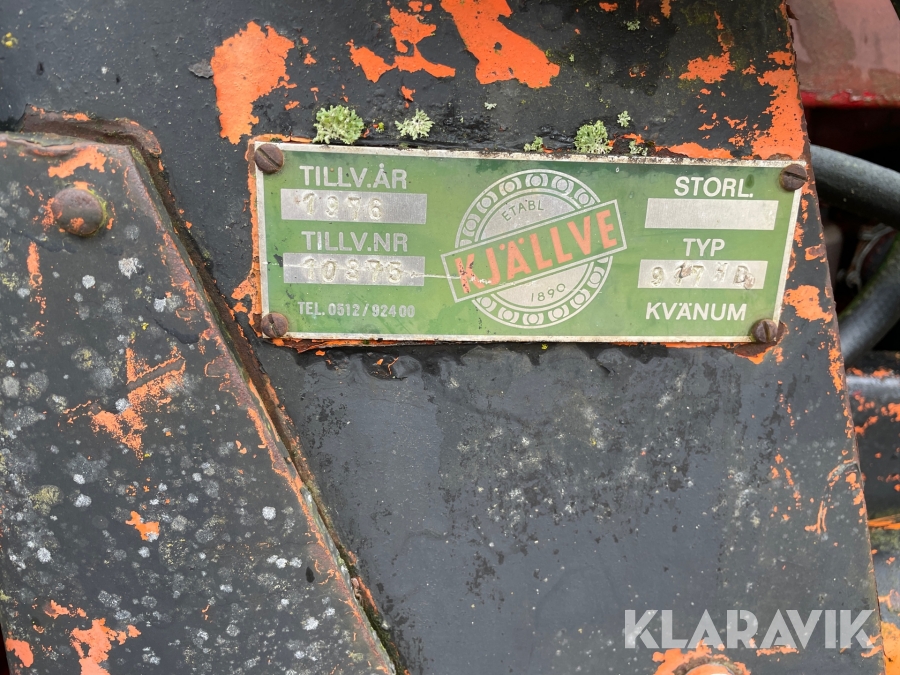 TILLV.ÅR
1976
TILLV.NR
10375
TEL. 0512/92400
ETABL
KJÄLLVE
1890
STORL.
TYP
KVÄNUM
KLARAVIK